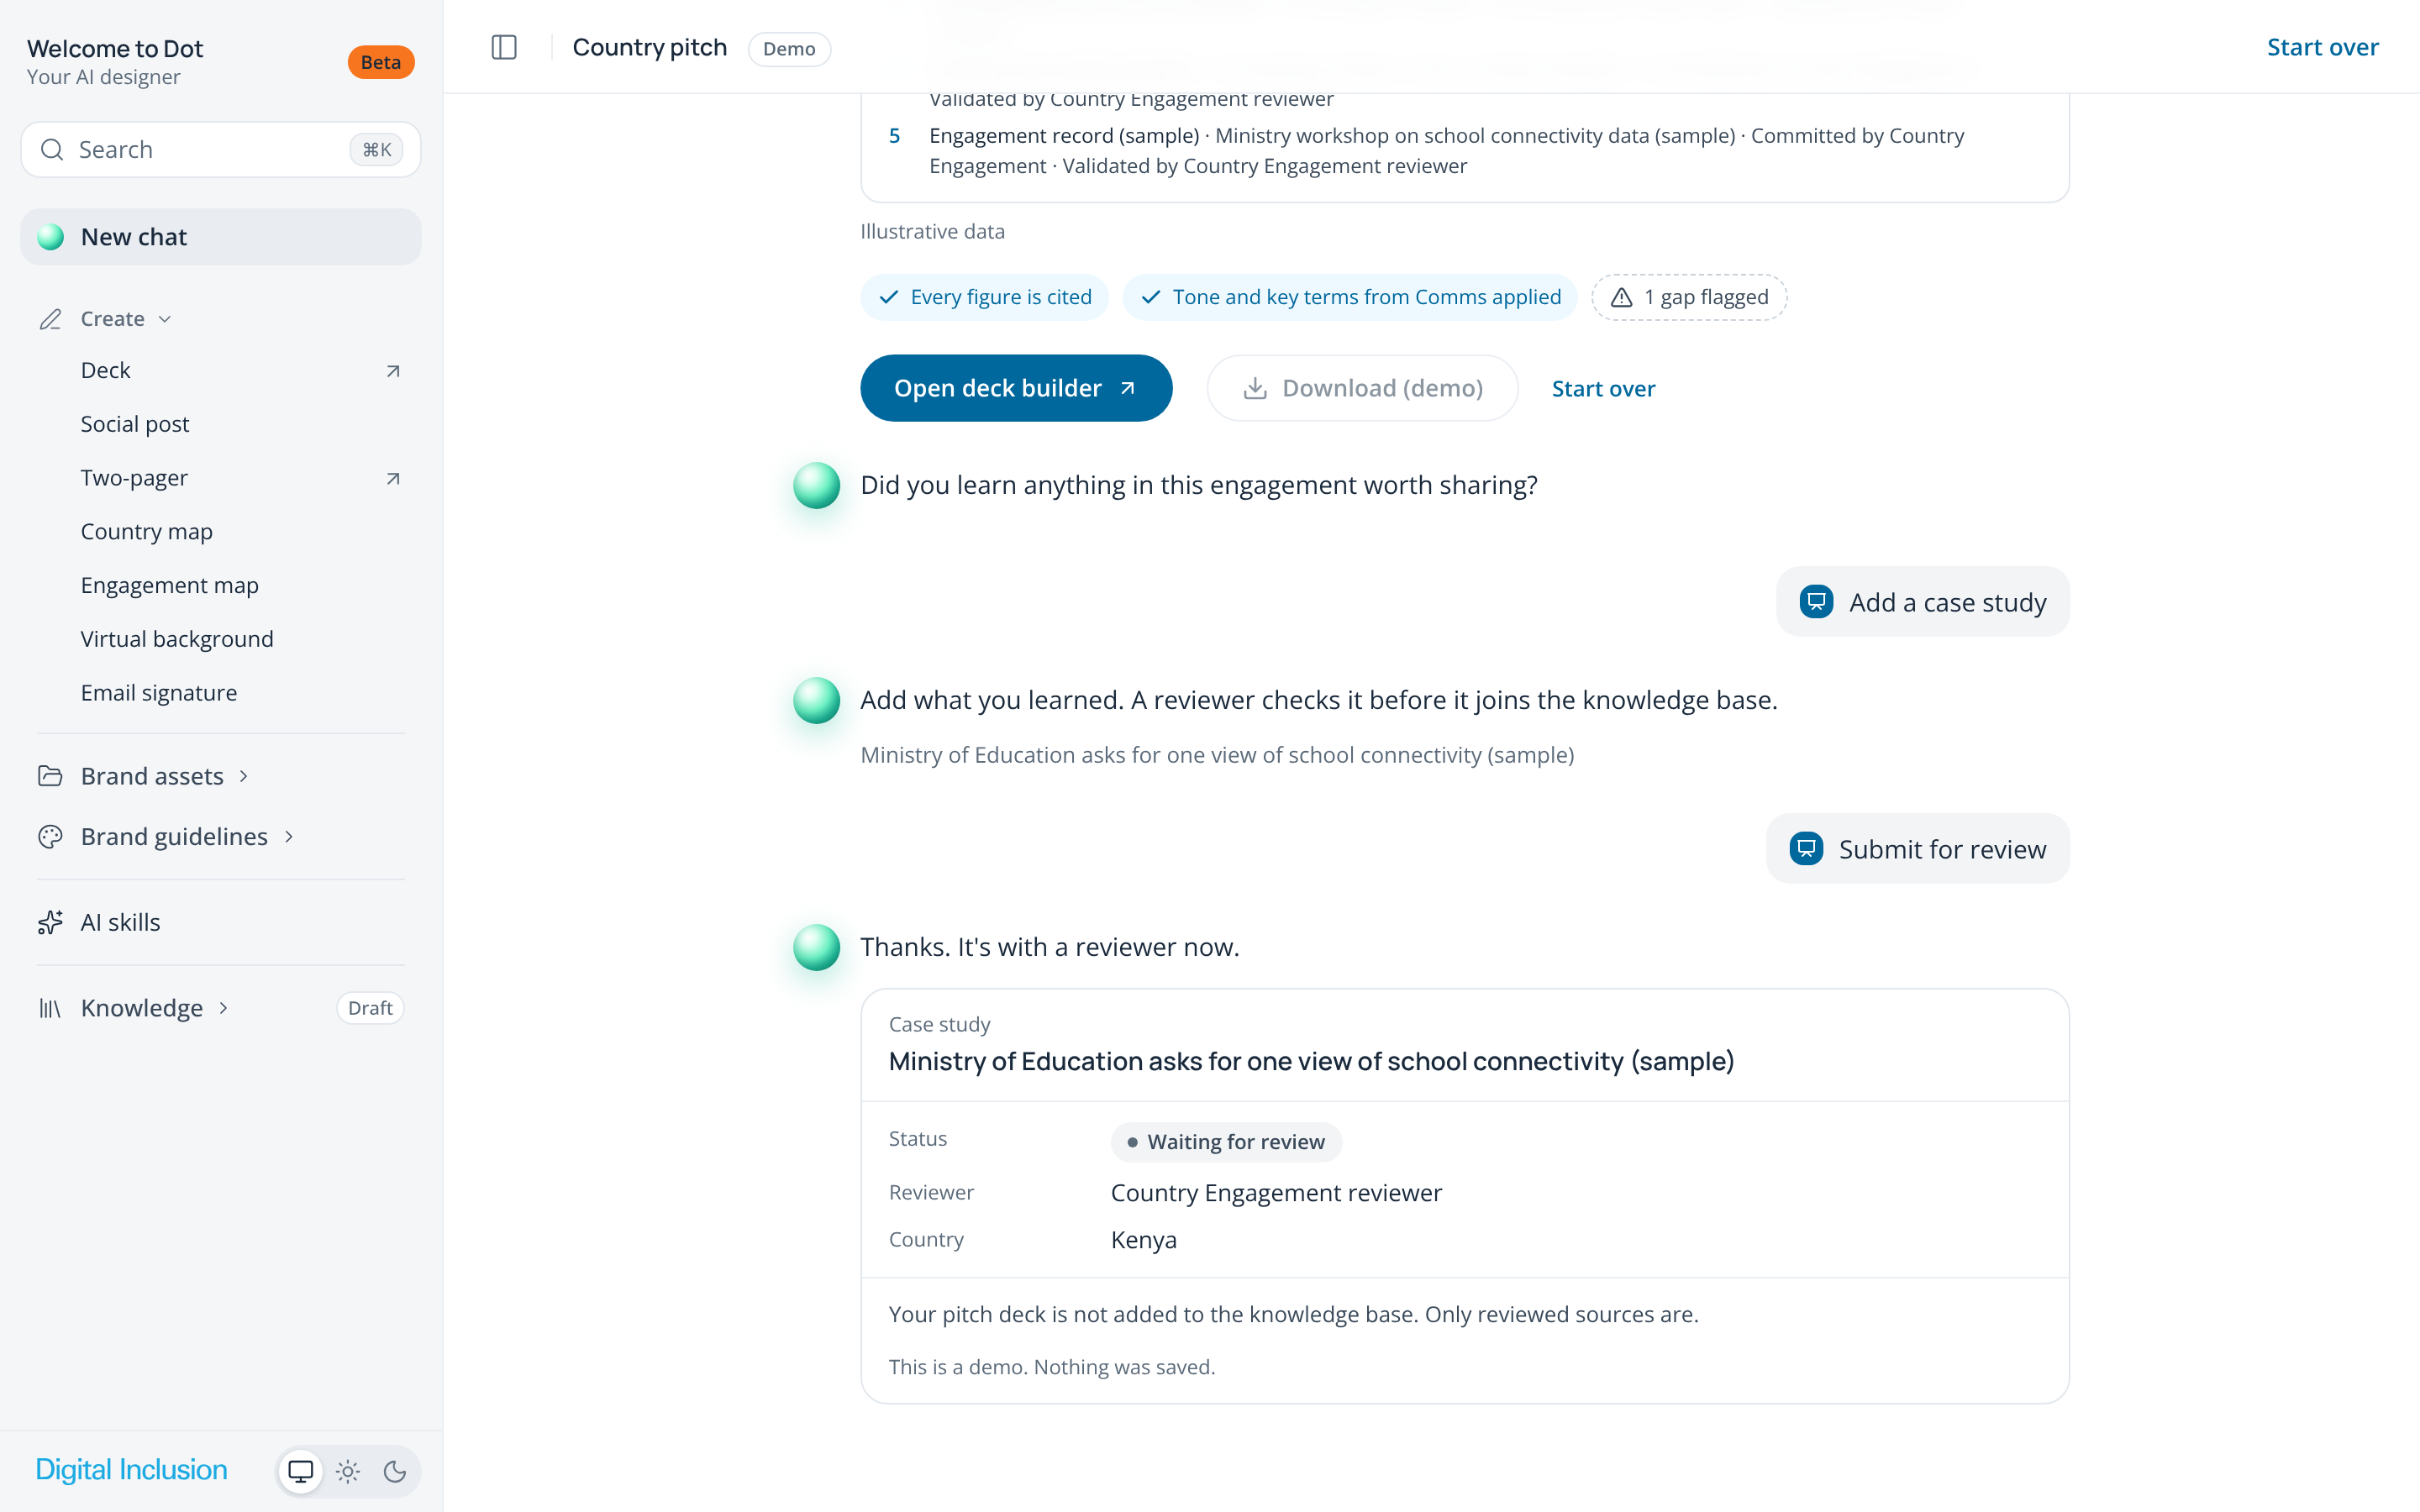 Welcome to Dot
Your AI designer
Beta
Search
⌘K
New chat
Create
Deck
Social post
Two-pager
Country map
Engagement map
Virtual background
Email signature
Brand assets
Brand guidelines
AI skills
Knowledge
Draft
Digital Inclusion
Country pitch
Demo
Start over
Validated by Country Engagement reviewer
5 Engagement record (sample) · Ministry workshop on school connectivity data (sample) · Committed by Country
Engagement · Validated by Country Engagement reviewer
Illustrative data
Every figure is cited
Tone and key terms from Comms applied
1 gap flagged
Open deck builder
Download (demo)
Start over
Did you learn anything in this engagement worth sharing?
Add a case study
Add what you learned. A reviewer checks it before it joins the knowledge base.
Ministry of Education asks for one view of school connectivity (sample)
Submit for review
Thanks. It's with a reviewer now.
Case study
Ministry of Education asks for one view of school connectivity (sample)
Status
Waiting for review
Reviewer
Country Engagement reviewer
Country
Kenya
Your pitch deck is not added to the knowledge base. Only reviewed sources are.
This is a demo. Nothing was saved.